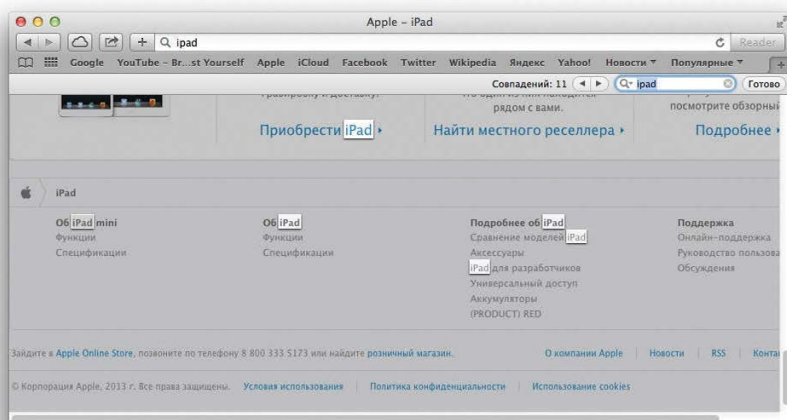 Apple – iPad
ipad
Reader
Google YouTube – Br...st Yourself Apple iCloud Facebook Twitter Wikipedia Яндекс Yahoo! Новости Популярные
Совпадений: 11 ipad Готово
гравировку и доставку.
рядом с вами.
посмотрите обзорный
Приобрести iPad
Найти местного реселлера
Подробнее
iPad
Об iPad mini
Функции
Спецификации
Об iPad
Функции
Спецификации
Подробнее об iPad
Сравнение моделей iPad
Аксессуары
iPad для разработчиков
Универсальный доступ
Аккумуляторы
(PRODUCT) RED
Поддержка
Онлайн-поддержка
Руководство пользова
Обсуждения
Зайдите в Apple Online Store, позвоните по телефону 8 800 333 5173 или найдите розничный магазин. О компании Apple Новости RSS Конта
© Корпорация Apple, 2013 г. Все права защищены. Условия использования Политика конфиденциальности Использование cookies